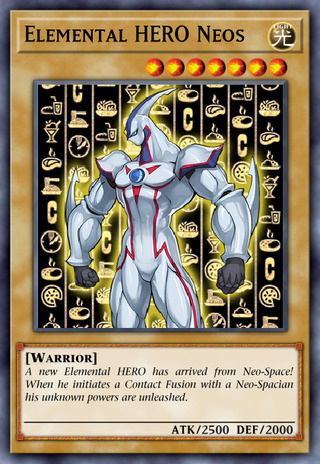 Elemental HERO Neos
LIGHT
光
[Warrior]
A new Elemental HERO has arrived from Neo-Space!
When he initiates a Contact Fusion with a Neo-Spacian
his unknown powers are unleashed.
ATK/2500 DEF/2000